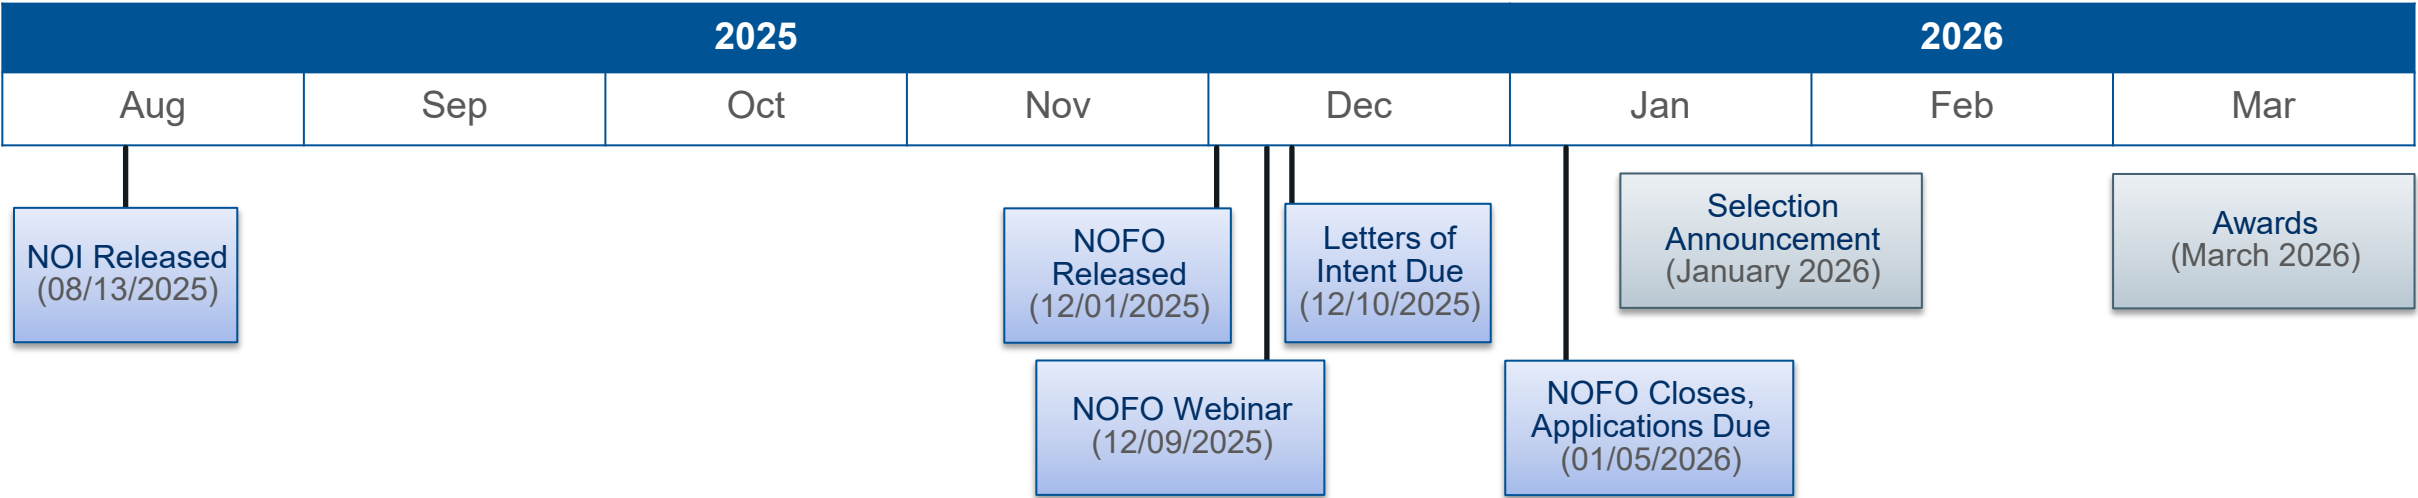 2025
2026
Aug
Sep
Oct
Nov
Dec
Jan
Feb
Mar
NOI Released
(08/13/2025)
NOFO
Released
(12/01/2025)
NOFO Webinar
(12/09/2025)
Letters of
Intent Due
(12/10/2025)
NOFO Closes,
Applications Due
(01/05/2026)
Selection
Announcement
(January 2026)
Awards
(March 2026)